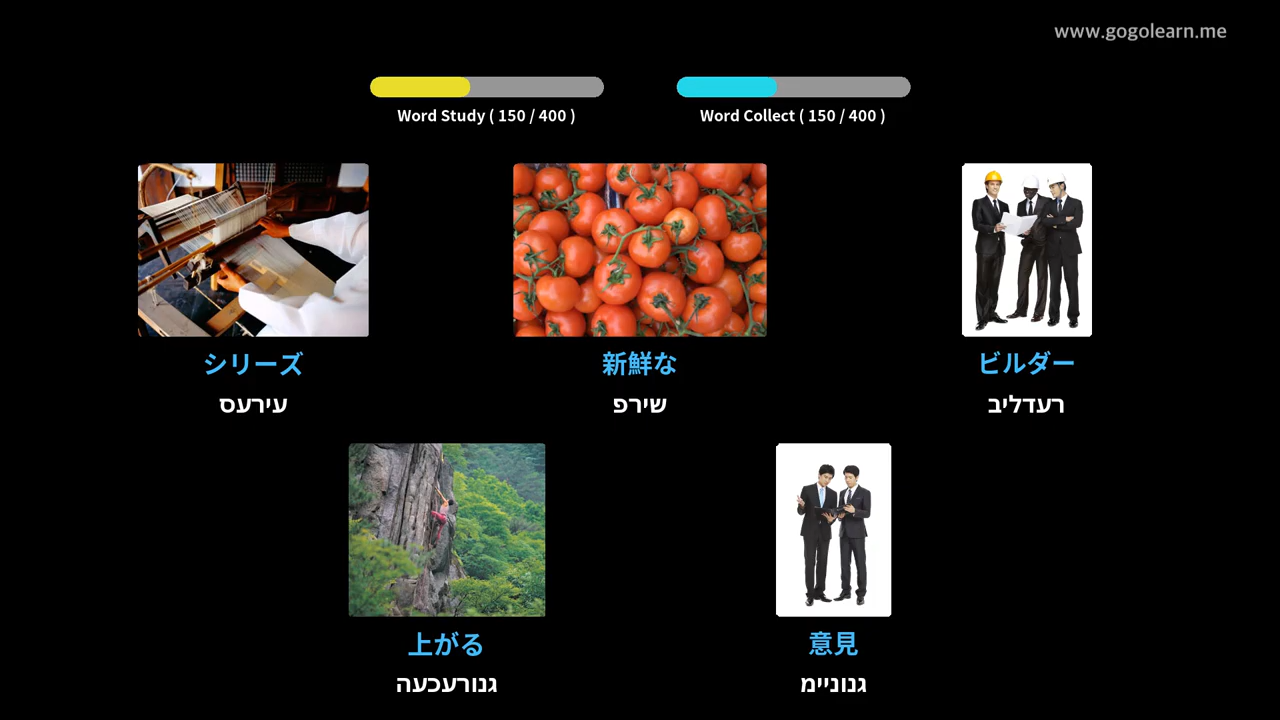 www.gogolearn.me
Word Study ( 150 / 400 )
Word Collect ( 150 / 400 )
シリーズ
עירעס
新鮮な
שירפ
ビルダー
רעדליב
上がる
גנורעכעה
意見
גנוניימ